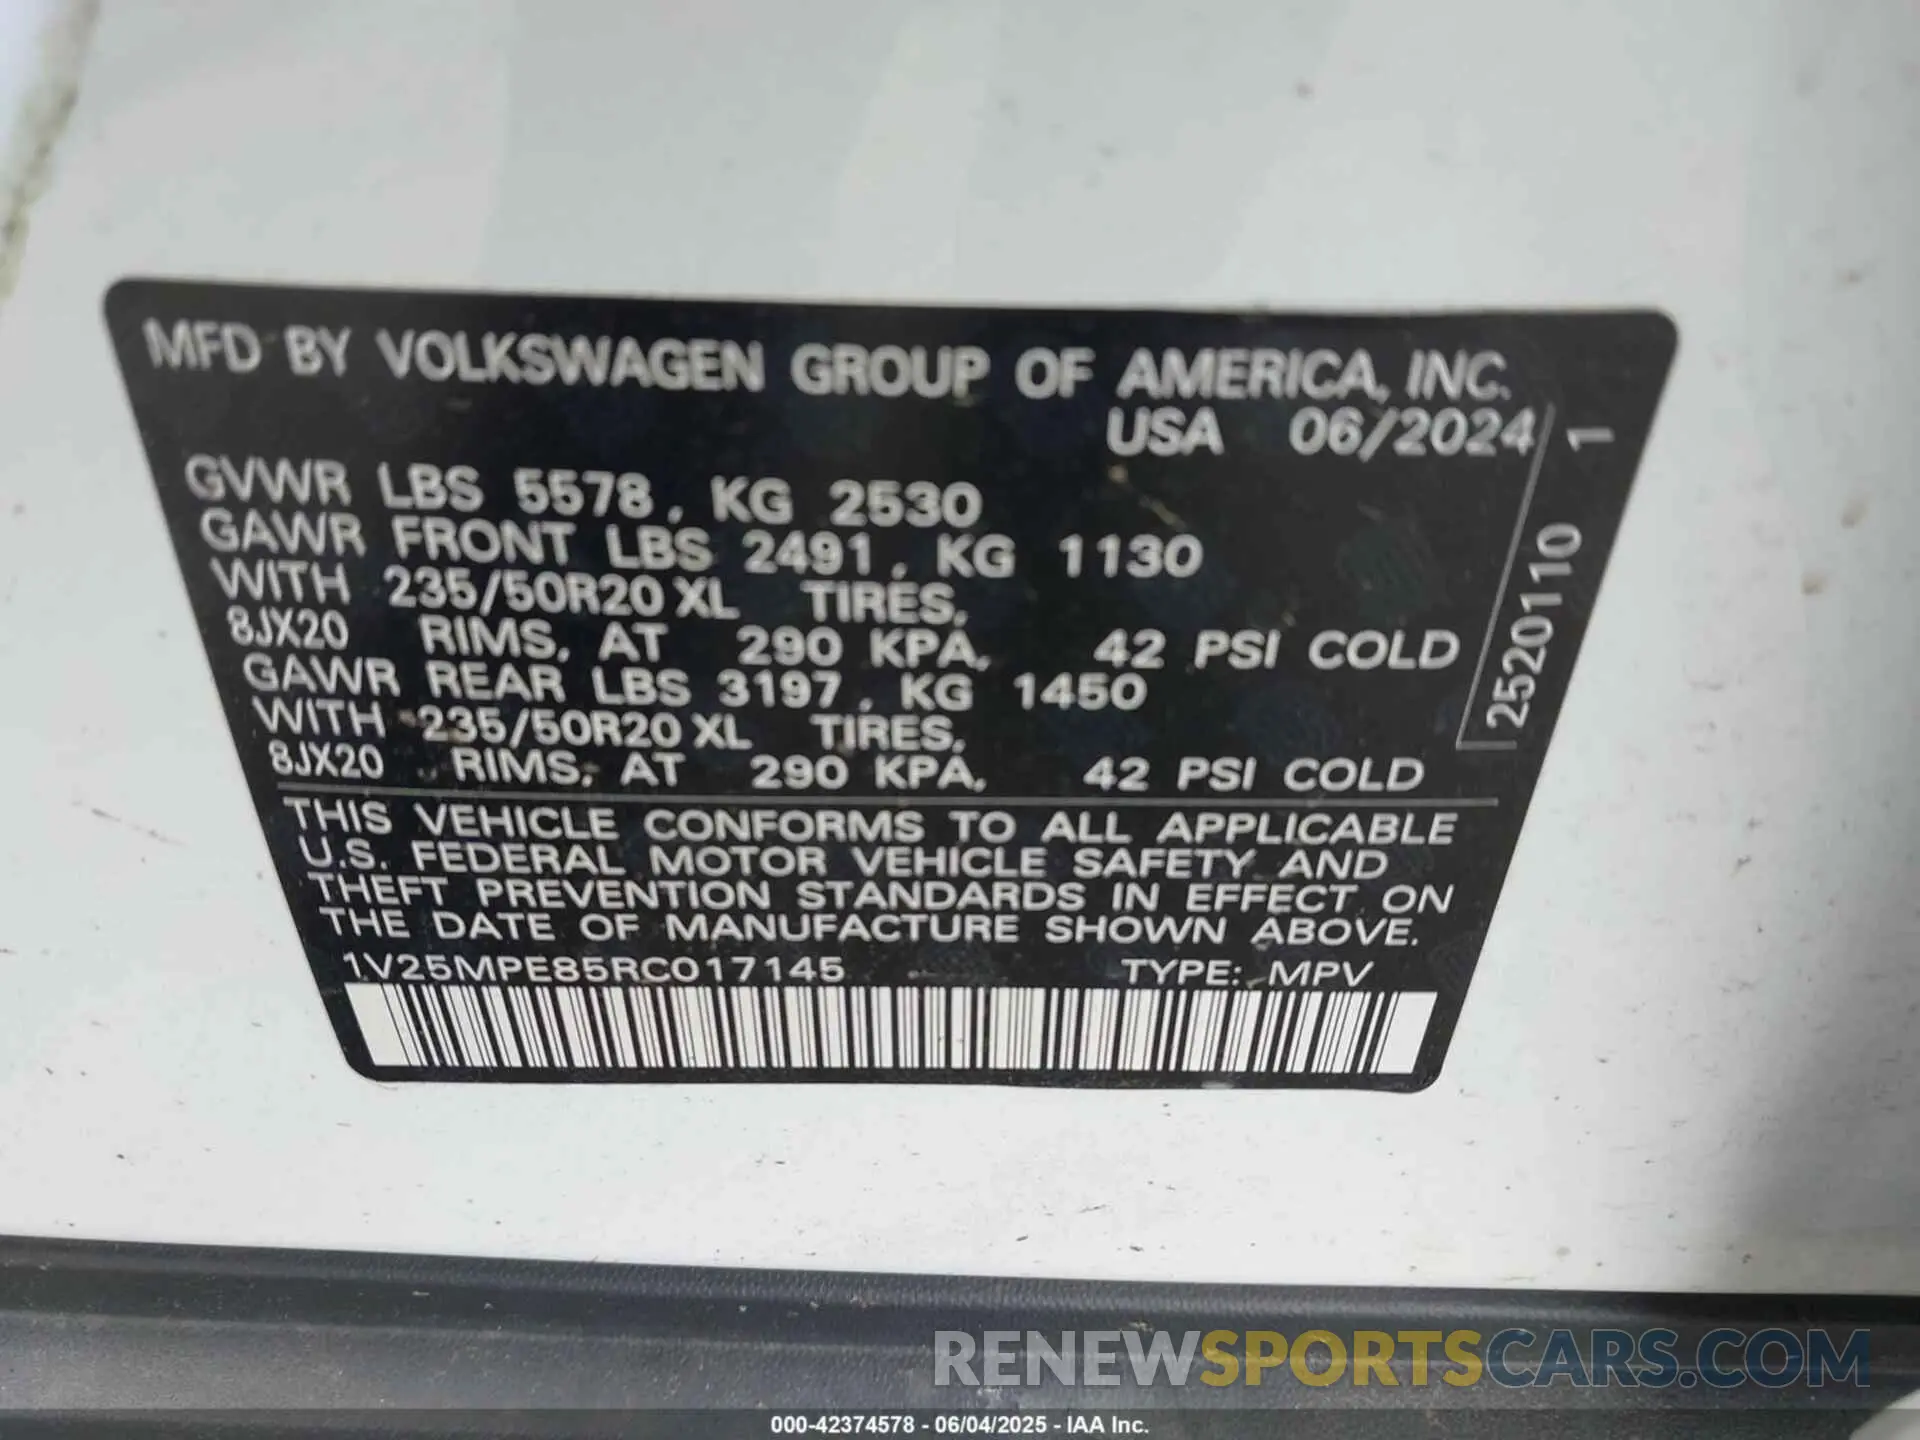 MFD BY VOLKSWAGEN GROUP OF AMERICA, INC.
USA 06/2024
GVWR LBS 5578, KG 2530
GAWR FRONT LBS 2491, KG 1130
WITH 235/50R20 XL TIRES,
8JX20 RIMS, AT 290 KPA, 42 PSI COLD
GAWR REAR LBS 3197, KG 1450
WITH 235/50R20 XL TIRES,
8JX20 RIMS, AT 290 KPA, 42 PSI COLD
2520110 1
THIS VEHICLE CONFORMS TO ALL APPLICABLE
U.S. FEDERAL MOTOR VEHICLE SAFETY AND
THEFT PREVENTION STANDARDS IN EFFECT ON
THE DATE OF MANUFACTURE SHOWN ABOVE.
1V25MPE85RC017145 TYPE: MPV
RENEWSPORTSCARS.COM
000-42374578 - 06/04/2025 - IAA Inc.